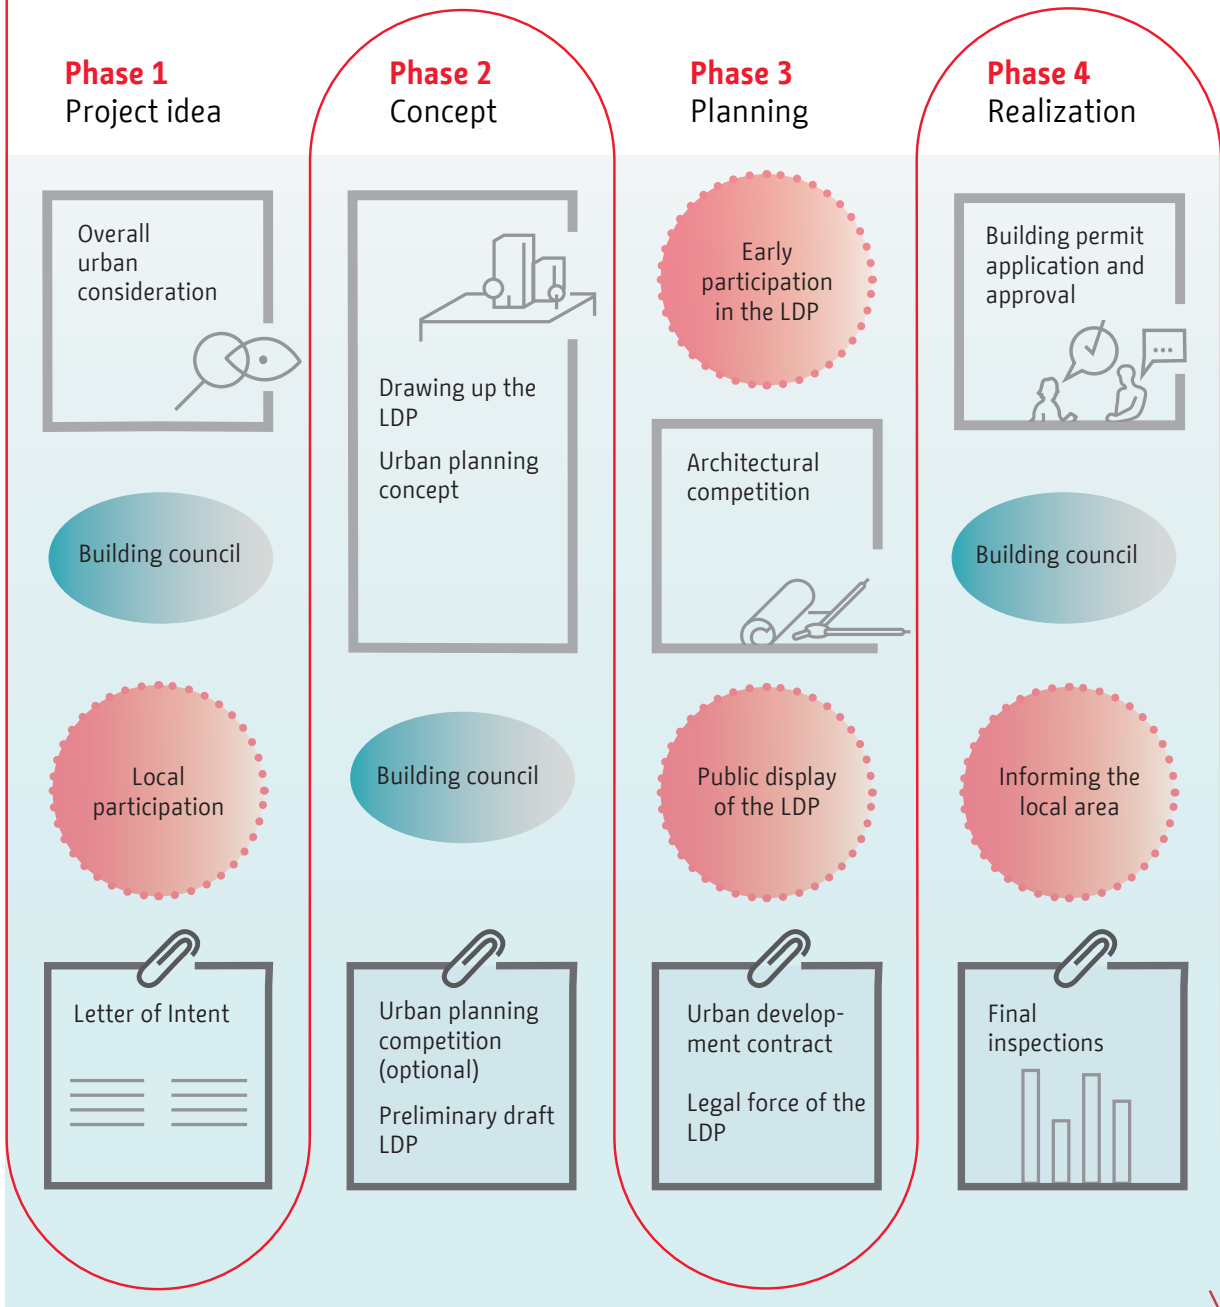 Phase 1
Project idea
Overall
urban
consideration
Building council
Local
participation
Letter of Intent
Phase 2
Concept
Drawing up the
LDP
Urban planning
concept
Building council
Urban planning
competition
(optional)
Preliminary draft
LDP
Phase 3
Planning
Early
participation
in the LDP
Architectural
competition
Public display
of the LDP
Urban develop-
ment contract
Legal force of the
LDP
Phase 4
Realization
Building permit
application and
approval
Building council
Informing the
local area
Final
inspections